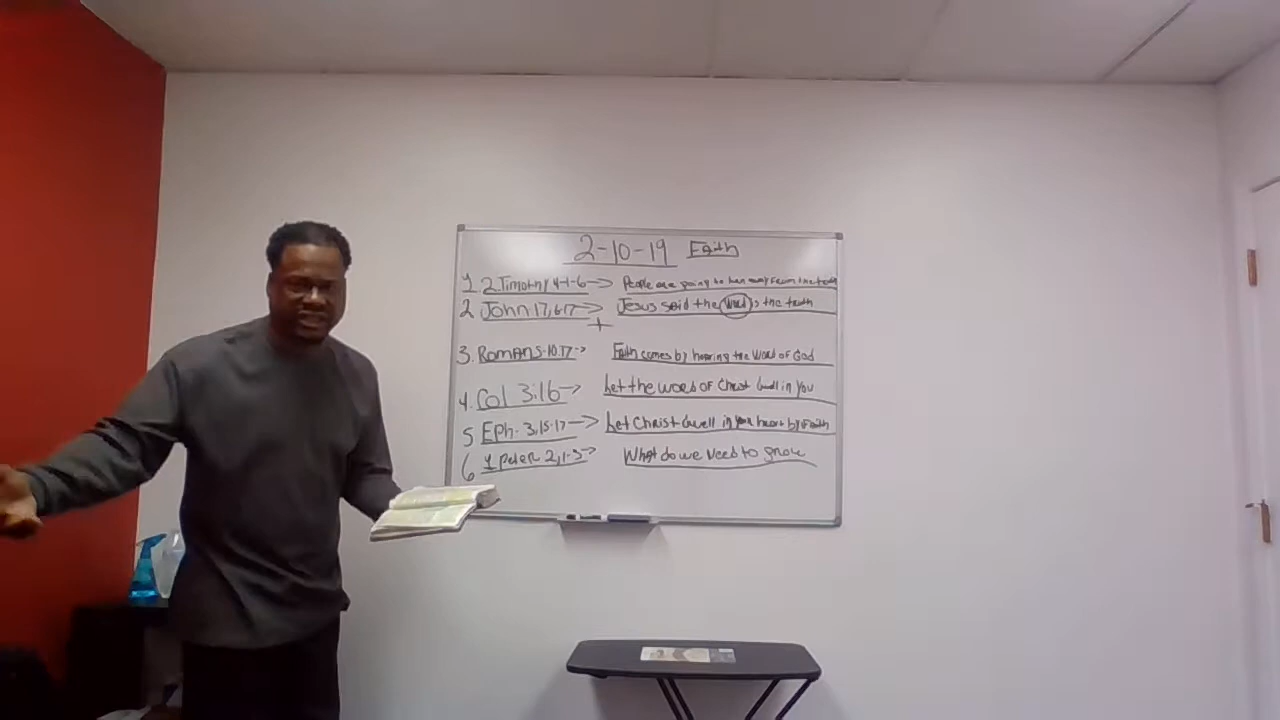 2-10-19 Faith
1. 2 Timothy 4-1-6 → People are going be turn away from the truth
2 John 17,6-17 → Jesus said the word is the truth
+
3. Romans-10.17 → Faith comes by hearing the Word of God
4. Col 3:16 → Let the word of Christ dwell in you
5 Eph- 3,15-17 → Let Christ dwell in your heart by faith
6 1 Peter 2,1-3 → What do we need to grow